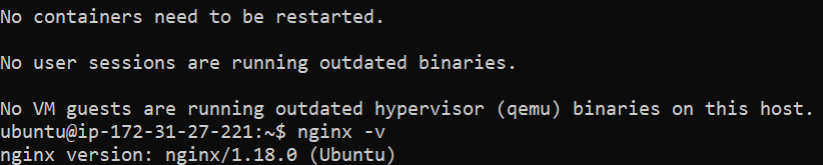 No containers need to be restarted.
No user sessions are running outdated binaries.
No VM guests are running outdated hypervisor (qemu) binaries on this host.
ubuntu@ip-172-31-27-221:~$ nginx -v
nginx version: nginx/1.18.0 (Ubuntu)